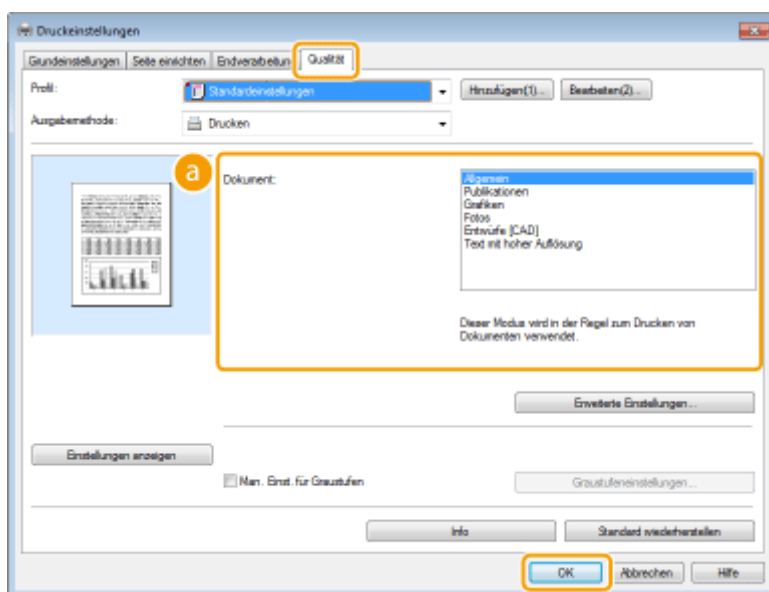 Druckeinstellungen
Grundeinstellungen Seite einrichten Endverarbeitung Qualität
Profil: Standardeinstellungen Hinzufügen(1)... Bearbeiten(2)...
Ausgabemethode: Drucken
a
Dokument:
Allgemein
Publikationen
Grafiken
Fotos
Entwürfe [CAD]
Text mit hoher Auflösung
Dieser Modus wird in der Regel zum Drucken von
Dokumenten verwendet.
Erweiterte Einstellungen...
Einstellungen anzeigen
Man. Einst. für Graustufen Graustufeneinstellungen...
Info Standard wiederherstellen
OK Abbrechen Hilfe